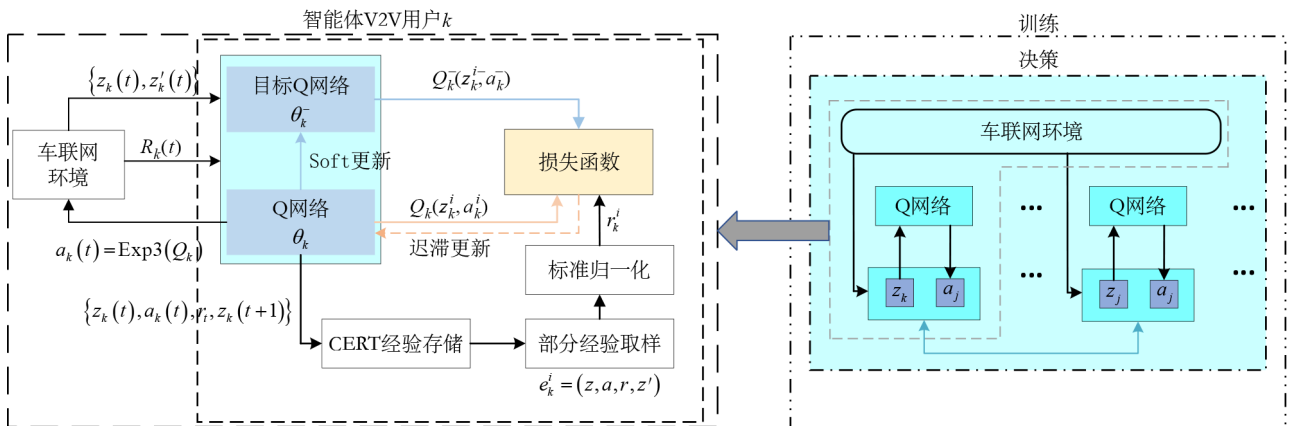 智能体V2V用户k
{z_k(t),z'_k(t)}
目标Q网络
θ_k^-
Q_k^-(z_k^{i-},a_k^-)
车联网
环境
R_k(t)
Soft更新
损失函数
Q网络
θ_k
Q_k(z_k^i,a_k^i)
r_k^i
a_k(t)=Exp3(Q_k)
迟滞更新
标准归一化
{z_k(t),a_k(t),r_i,z_k(t+1)}
CERT经验存储
部分经验取样
e_k^i=(z,a,r,z')
训练
决策
车联网环境
Q网络
...
Q网络
...
z_k
a_j
...
z_j
a_j
...